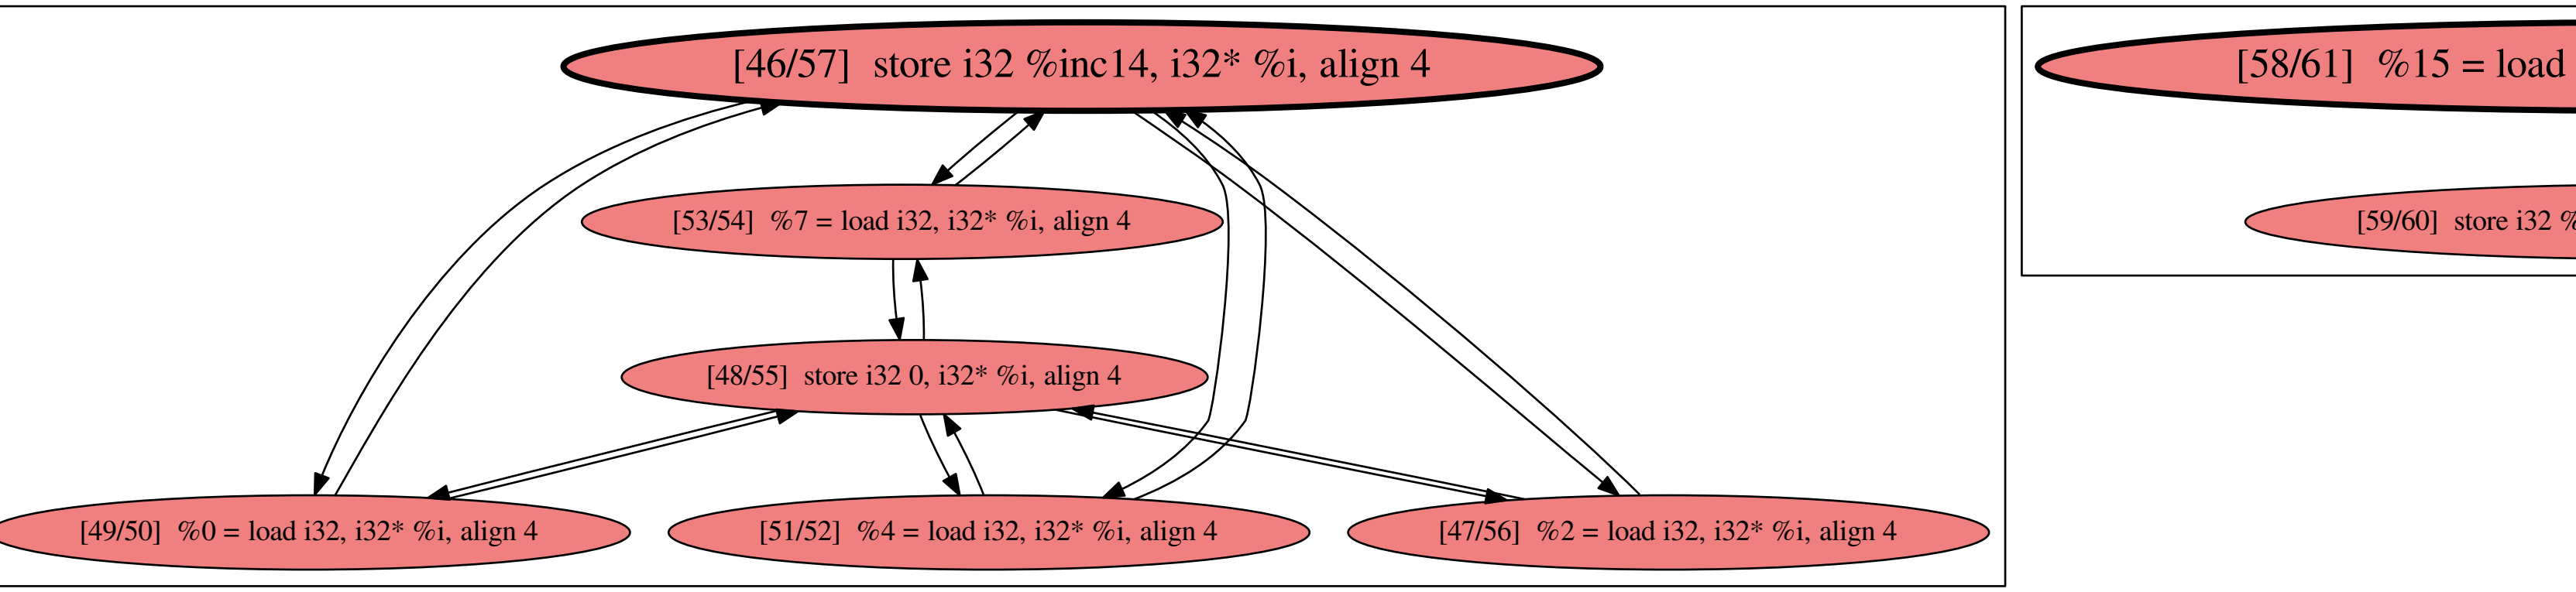 [46/57] store i32 %inc14, i32* %i, align 4
[58/61] %15 = load
[53/54] %7 = load i32, i32* %i, align 4
[59/60] store i32 %
[48/55] store i32 0, i32* %i, align 4
[49/50] %0 = load i32, i32* %i, align 4
[51/52] %4 = load i32, i32* %i, align 4
[47/56] %2 = load i32, i32* %i, align 4